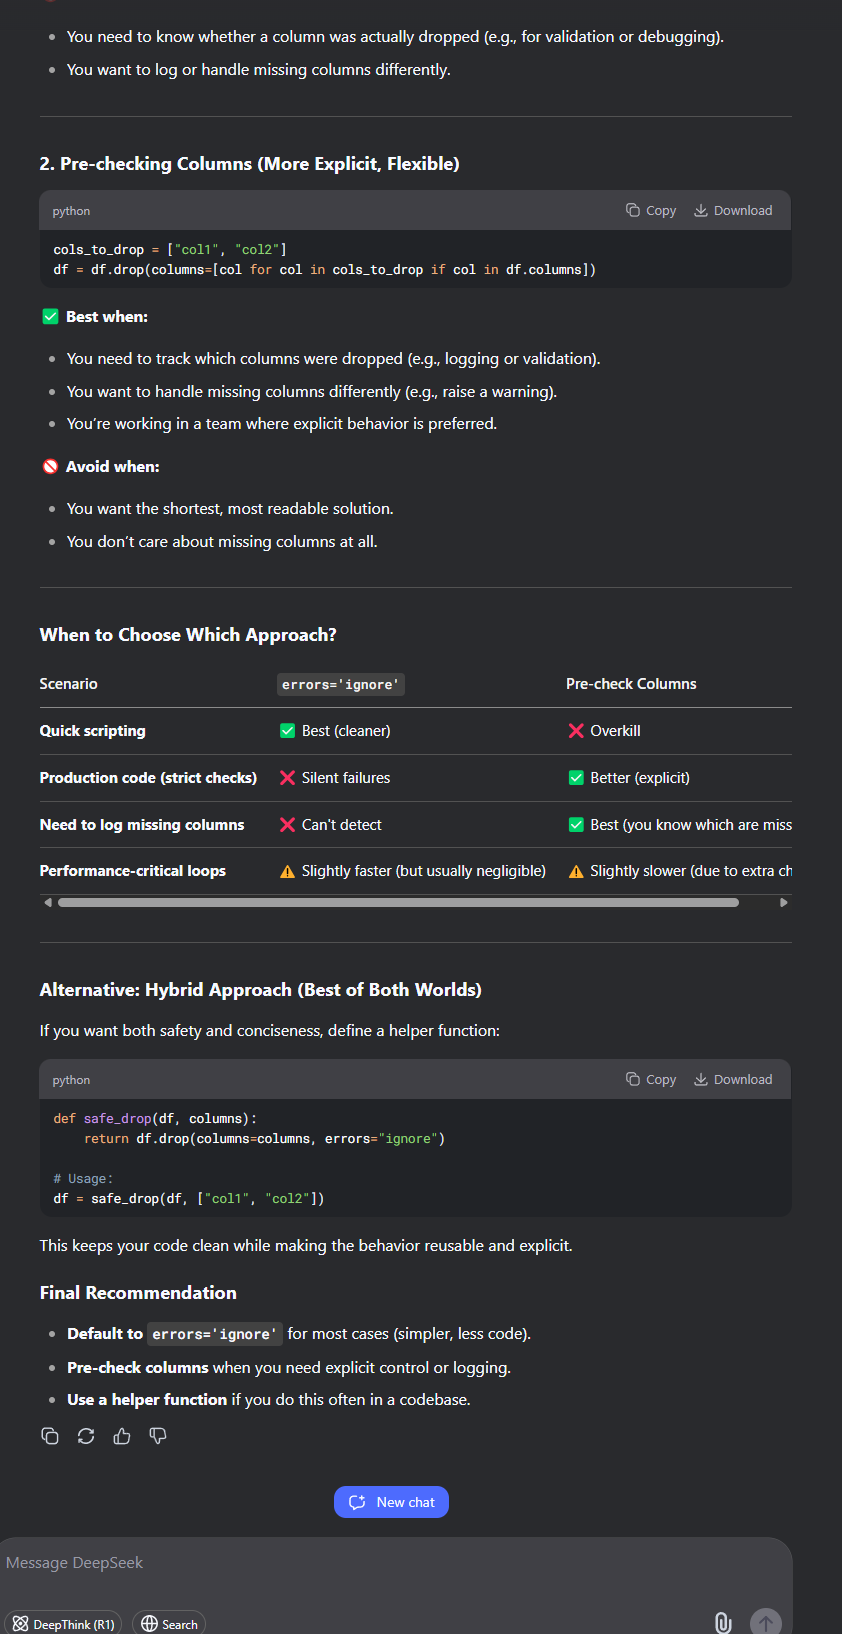 You need to know whether a column was actually dropped (e.g., for validation or debugging).
You want to log or handle missing columns differently.
2. Pre-checking Columns (More Explicit, Flexible)
python
Copy
Download
cols_to_drop = ["col1", "col2"]
df = df.drop(columns=[col for col in cols_to_drop if col in df.columns])
Best when:
You need to track which columns were dropped (e.g., logging or validation).
You want to handle missing columns differently (e.g., raise a warning).
You’re working in a team where explicit behavior is preferred.
Avoid when:
You want the shortest, most readable solution.
You don’t care about missing columns at all.
When to Choose Which Approach?
Scenario errors='ignore' Pre-check Columns
Quick scripting Best (cleaner) Overkill
Production code (strict checks) Silent failures Better (explicit)
Need to log missing columns Can't detect Best (you know which are miss
Performance-critical loops Slightly faster (but usually negligible) Slightly slower (due to extra ch
Alternative: Hybrid Approach (Best of Both Worlds)
If you want both safety and conciseness, define a helper function:
python
Copy
Download
def safe_drop(df, columns):
    return df.drop(columns=columns, errors="ignore")
# Usage:
df = safe_drop(df, ["col1", "col2"])
This keeps your code clean while making the behavior reusable and explicit.
Final Recommendation
Default to errors='ignore' for most cases (simpler, less code).
Pre-check columns when you need explicit control or logging.
Use a helper function if you do this often in a codebase.
New chat
Message DeepSeek
DeepThink (R1)
Search